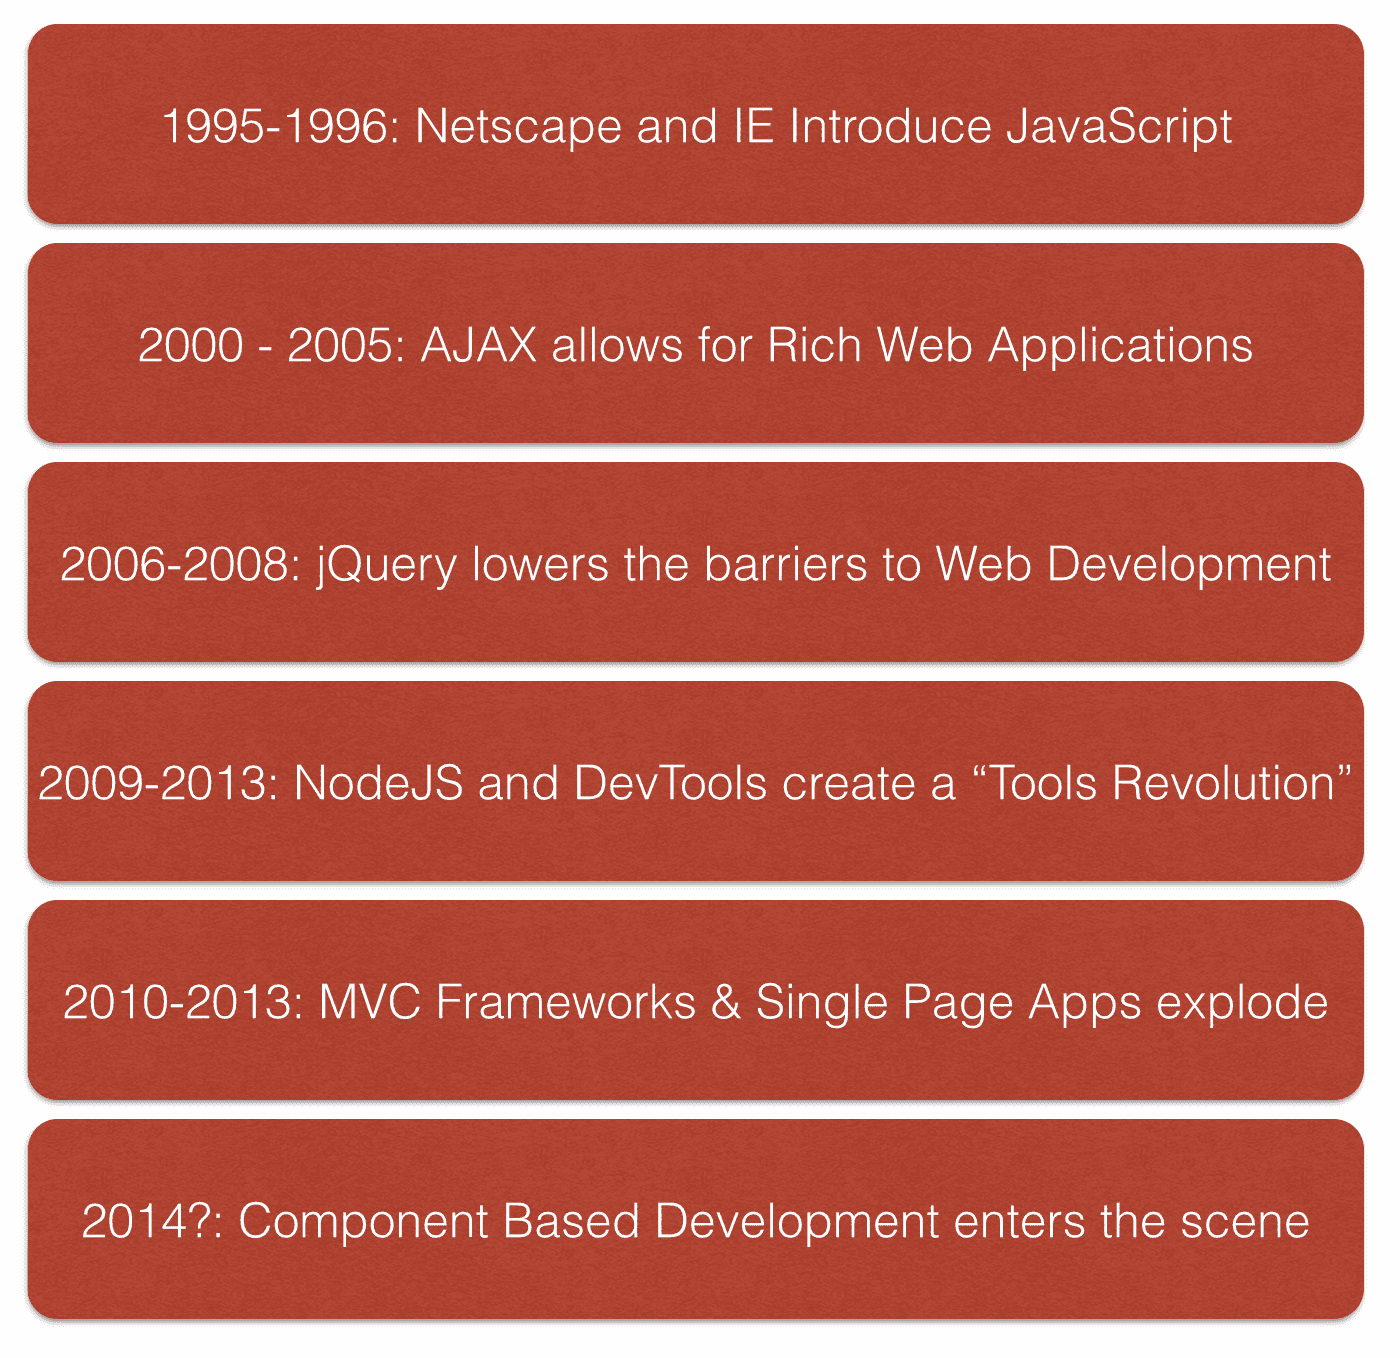 1995-1996: Netscape and IE Introduce JavaScript
2000 - 2005: AJAX allows for Rich Web Applications
2006-2008: jQuery lowers the barriers to Web Development
2009-2013: NodeJS and DevTools create a “Tools Revolution”
2010-2013: MVC Frameworks & Single Page Apps explode
2014?: Component Based Development enters the scene